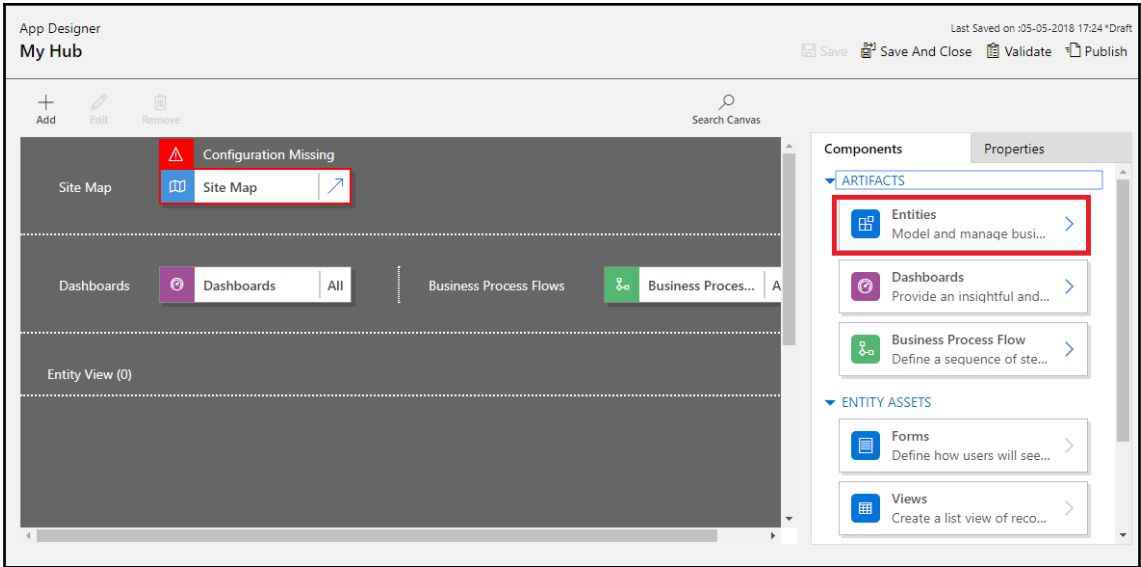 App Designer
My Hub
Last Saved on :05-05-2018 17:24 *Draft
Save
Save And Close
Validate
Publish
Add
Edit
Remove
Search Canvas
Configuration Missing
Site Map
Site Map
Dashboards
Dashboards
All
Business Process Flows
Business Proces...
A
Entity View (0)
Components
Properties
ARTIFACTS
Entities
Model and manage busi...
Dashboards
Provide an insightful and...
Business Process Flow
Define a sequence of ste...
ENTITY ASSETS
Forms
Define how users will see...
Views
Create a list view of reco...